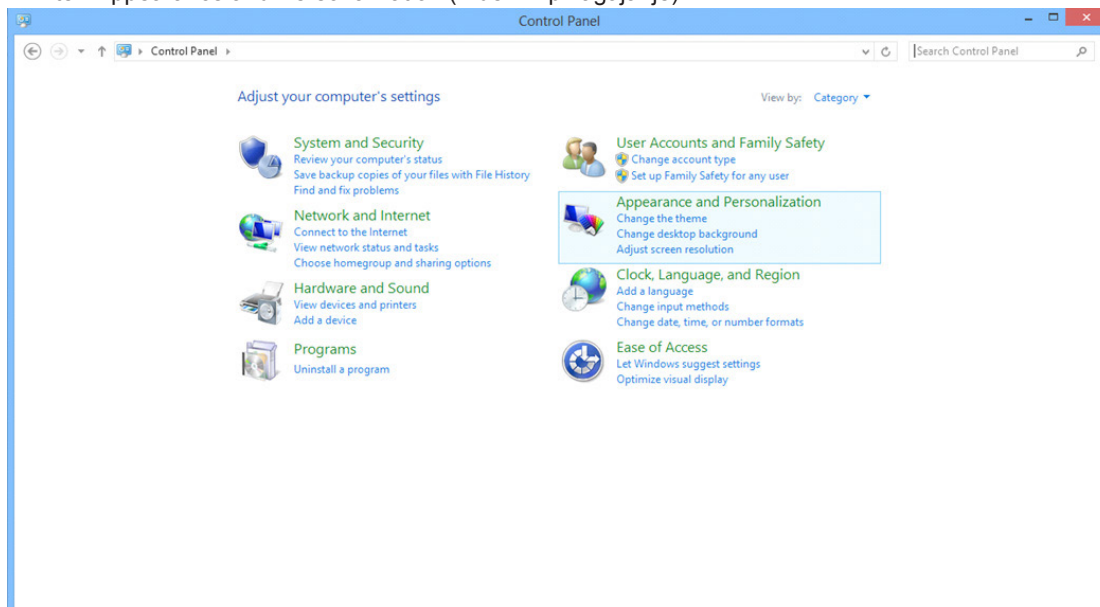 Control Panel
Control Panel
Search Control Panel
Adjust your computer's settings
View by: Category
System and Security
Review your computer's status
Save backup copies of your files with File History
Find and fix problems
Network and Internet
Connect to the Internet
View network status and tasks
Choose homegroup and sharing options
Hardware and Sound
View devices and printers
Add a device
Programs
Uninstall a program
User Accounts and Family Safety
Change account type
Set up Family Safety for any user
Appearance and Personalization
Change the theme
Change desktop background
Adjust screen resolution
Clock, Language, and Region
Add a language
Change input methods
Change date, time, or number formats
Ease of Access
Let Windows suggest settings
Optimize visual display